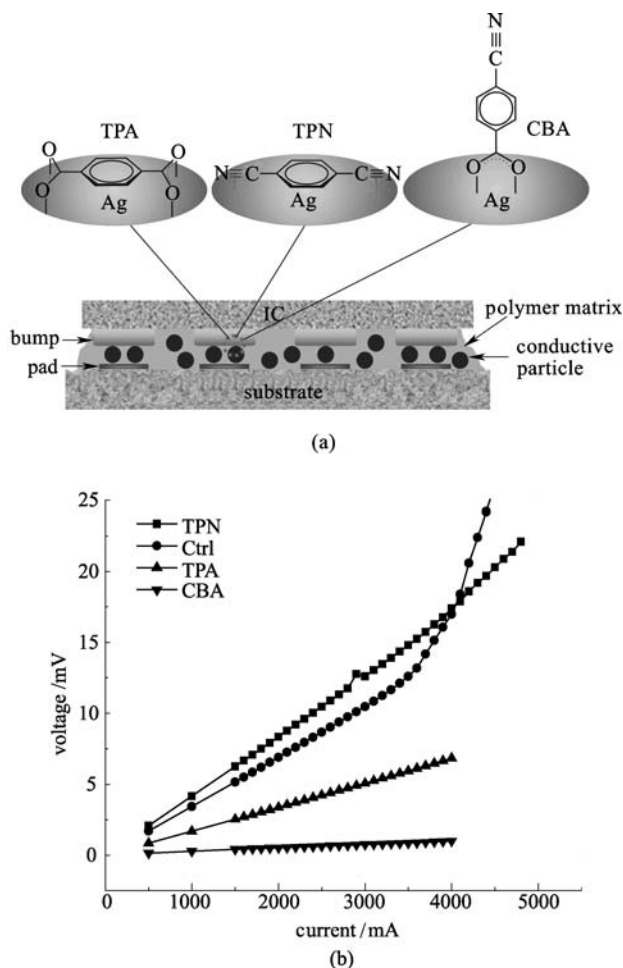 N
C
TPA
TPN
CBA
O
O
N
C
C
N
O
O
O
O
Ag
Ag
Ag
IC
bump
polymer matrix
pad
conductive
particle
substrate
(a)
25
20
15
10
5
0
voltage /mV
TPN
Ctrl
TPA
CBA
0
1000
2000
3000
4000
5000
current /mA
(b)